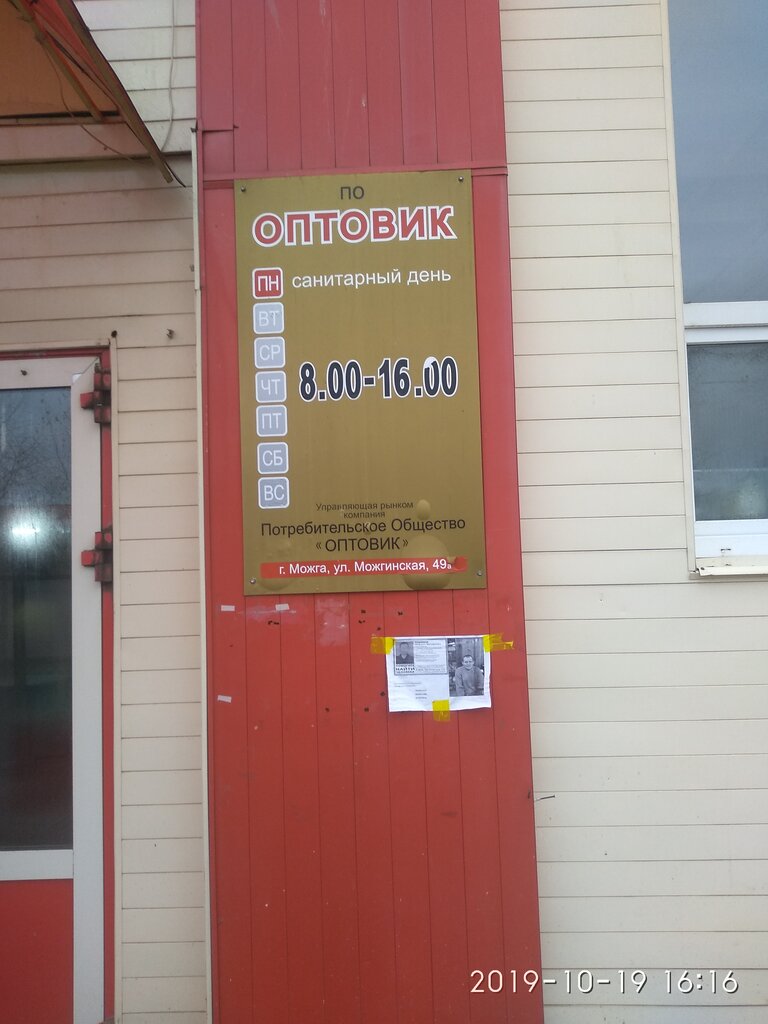 ПО
ОПТОВИК
ПН санитарный день
ВТ
СР
ЧТ 8.00-16.00
ПТ
СБ
ВС
Управляющая рынком
компания
Потребительское Общество
«ОПТОВИК»
г. Можга, ул. Можгинская, 49а
НАЙТИ
2019-10-19 16:16